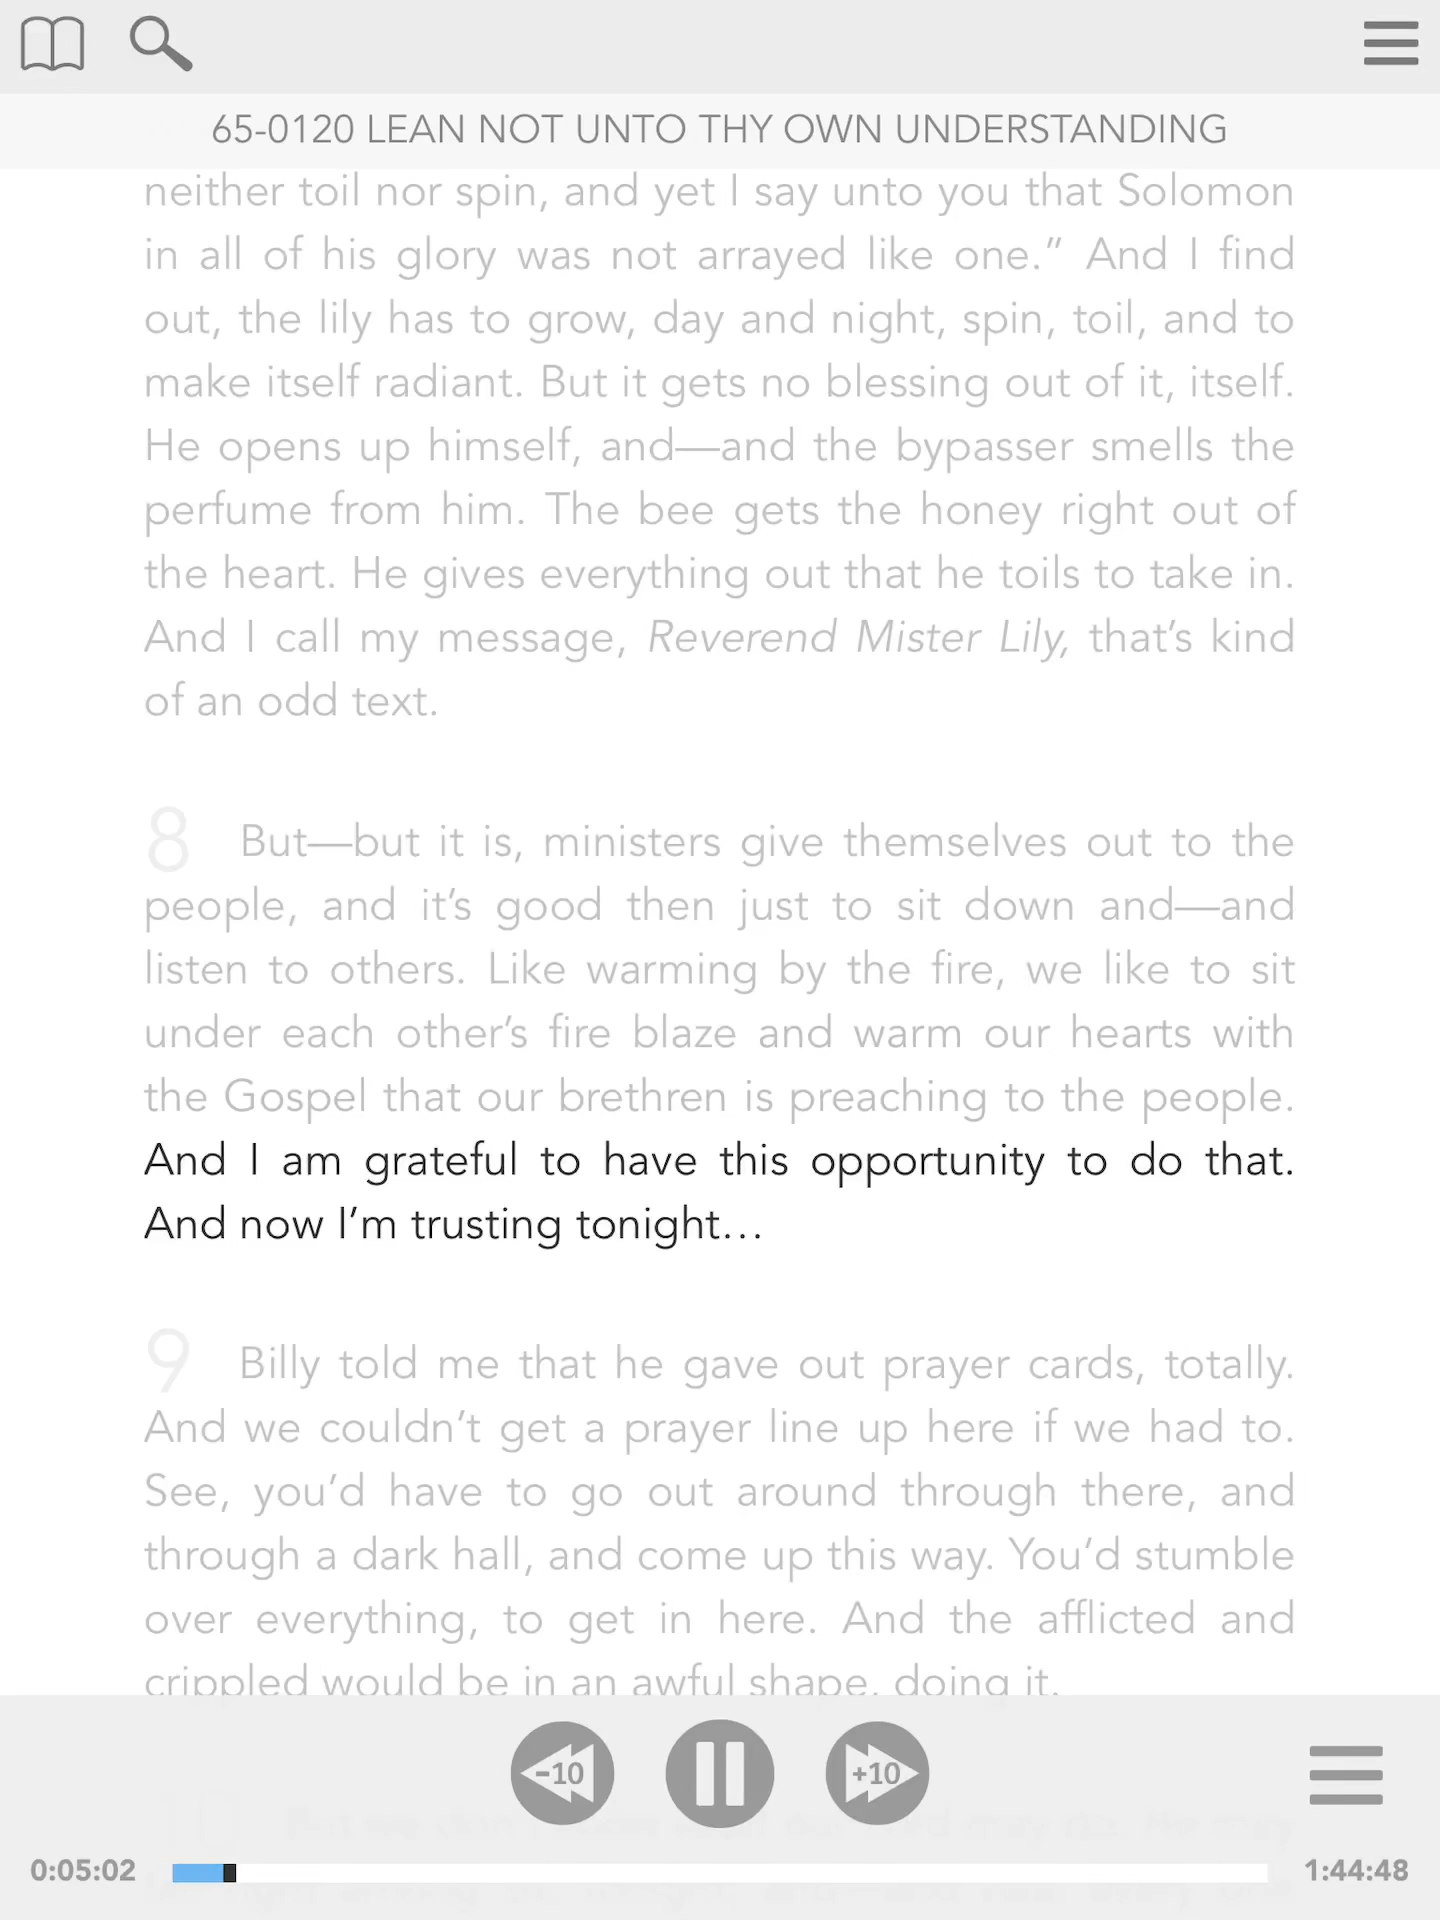 65-0120 LEAN NOT UNTO THY OWN UNDERSTANDING
neither toil nor spin, and yet I say unto you that Solomon
in all of his glory was not arrayed like one.” And I find
out, the lily has to grow, day and night, spin, toil, and to
make itself radiant. But it gets no blessing out of it, itself.
He opens up himself, and—and the bypasser smells the
perfume from him. The bee gets the honey right out of
the heart. He gives everything out that he toils to take in.
And I call my message, Reverend Mister Lily, that’s kind
of an odd text.
8 But—but it is, ministers give themselves out to the
people, and it’s good then just to sit down and—and
listen to others. Like warming by the fire, we like to sit
under each other’s fire blaze and warm our hearts with
the Gospel that our brethren is preaching to the people.
And I am grateful to have this opportunity to do that.
And now I’m trusting tonight…
9 Billy told me that he gave out prayer cards, totally.
And we couldn’t get a prayer line up here if we had to.
See, you’d have to go out around through there, and
through a dark hall, and come up this way. You’d stumble
over everything, to get in here. And the afflicted and
crippled would be in an awful shape, doing it.
-10 +10
0:05:02 1:44:48